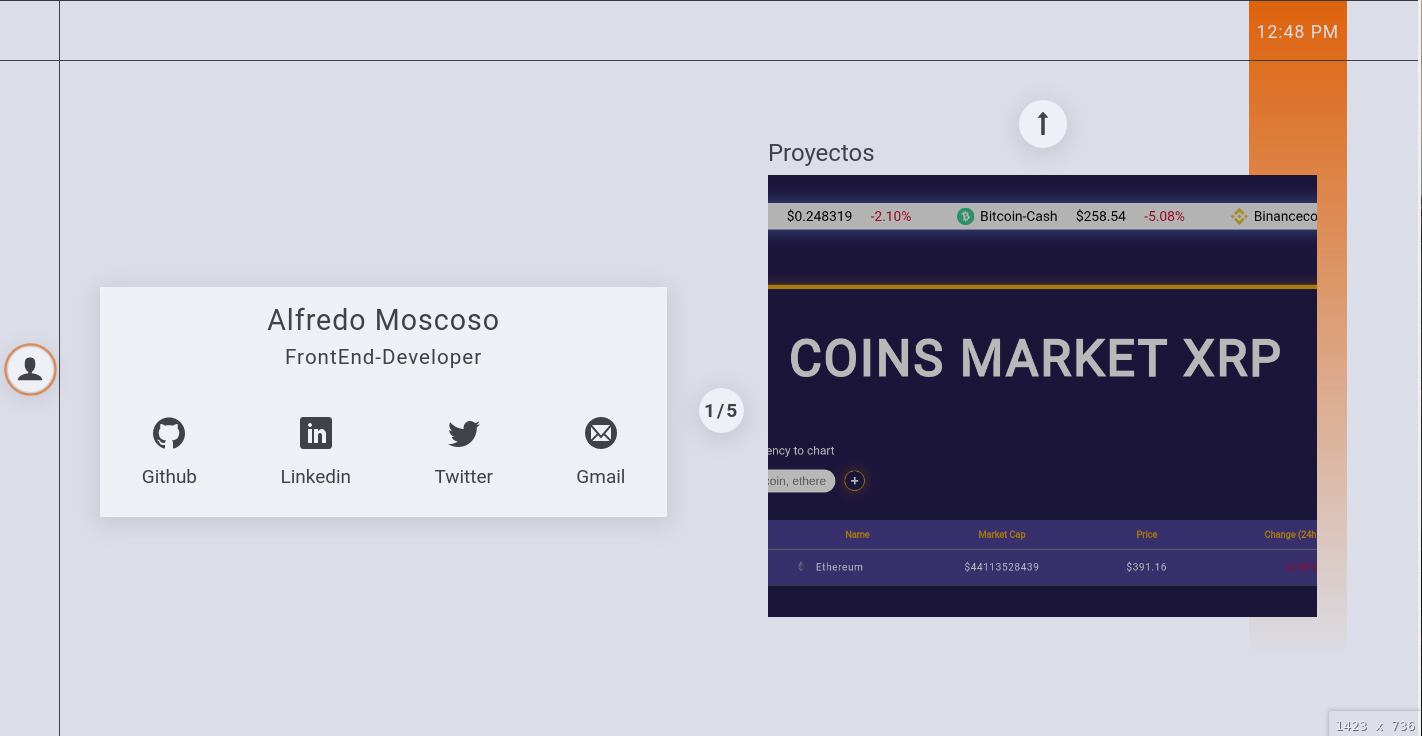 12:48 PM
Proyectos
$0.248319 -2.10% Bitcoin-Cash $258.54 -5.08% Binanceco
Alfredo Moscoso
FrontEnd-Developer
COINS MARKET XRP
1/5
Github Linkedin Twitter Gmail
ency to chart
coin, ethere +
Name Market Cap Price Change (24h
Ethereum $44113528439 $391.16
1423 x 736